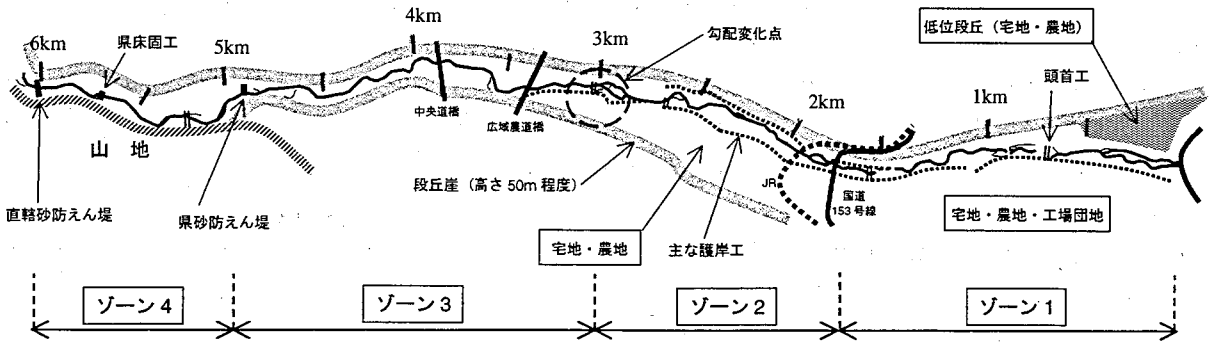 6km
県床固工
5km
4km
3km
勾配変化点
低位段丘（宅地・農地）
頭首工
2km
1km
中央道橋
広域農道橋
山 地
段丘崖（高さ50m程度）
JR
国道
153号線
直轄砂防えん堤
県砂防えん堤
宅地・農地
主な護岸工
宅地・農地・工場団地
ゾーン4
ゾーン3
ゾーン2
ゾーン1